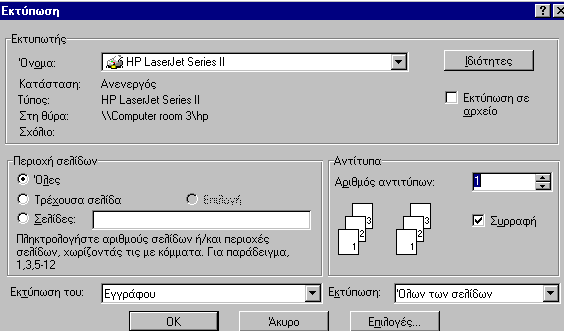 Εκτύπωση
Εκτυπωτής
Όνομα: HP LaserJet Series II
Ιδιότητες
Κατάσταση: Ανενεργός
Τύπος: HP LaserJet Series II
Στη θύρα: \\Computer room 3\hp
Σχόλιο:
Εκτύπωση σε
αρχείο
Περιοχή σελίδων
Όλες
Τρέχουσα σελίδα Επιλογή
Σελίδες:
Πληκτρολογήστε αριθμούς σελίδων ή/και περιοχές
σελίδων, χωρίζοντάς τις με κόμματα. Για παράδειγμα,
1,3,5-12
Αντίτυπα
Αριθμός αντιτύπων: 1
3 3
2 2
1 1
Συρραφή
Εκτύπωση του: Εγγράφου
Εκτύπωση: Όλων των σελίδων
OK Άκυρο Επιλογές...